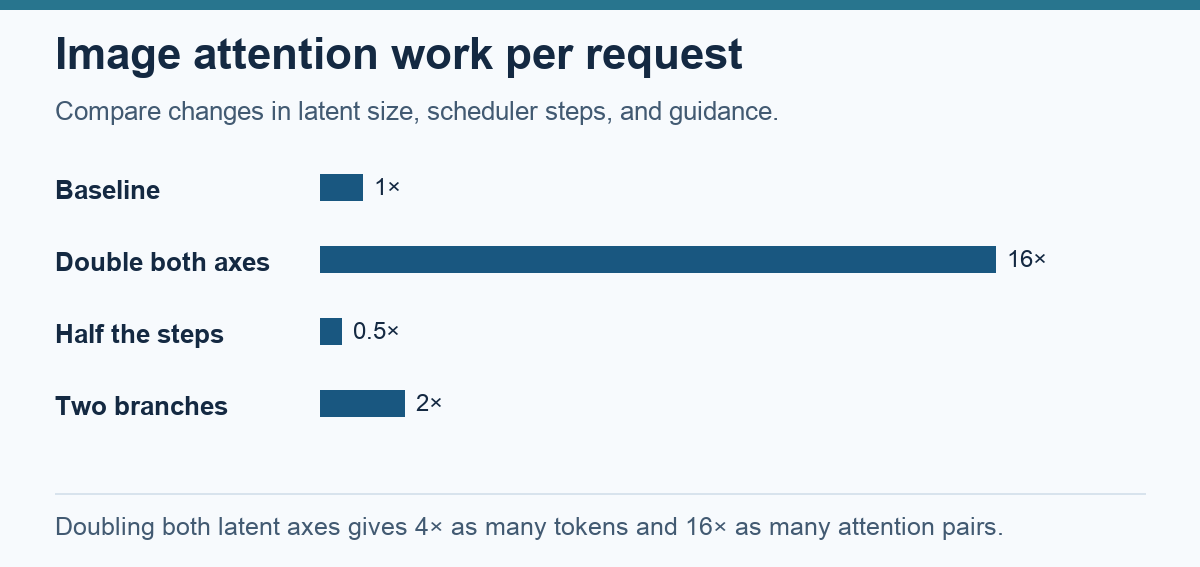 Image attention work per request
Compare changes in latent size, scheduler steps, and guidance.
Baseline 1×
Double both axes 16×
Half the steps 0.5×
Two branches 2×
Doubling both latent axes gives 4× as many tokens and 16× as many attention pairs.